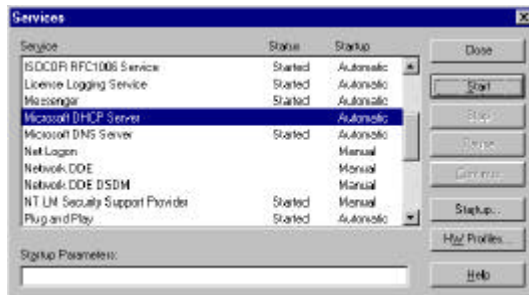 Services
Service Status Startup
ISOCOR RFC1006 Service Started Automatic
License Logging Service Started Automatic
Messenger Started Automatic
Microsoft DHCP Server Automatic
Microsoft DNS Server Started Automatic
Net Logon Manual
Network DDE Manual
Network DDE DSDM Manual
NT LM Security Support Provider Started Manual
Plug and Play Started Automatic
Startup Parameters:
Close
Start
Stop
Pause
Continue
Startup...
HW Profiles...
Help